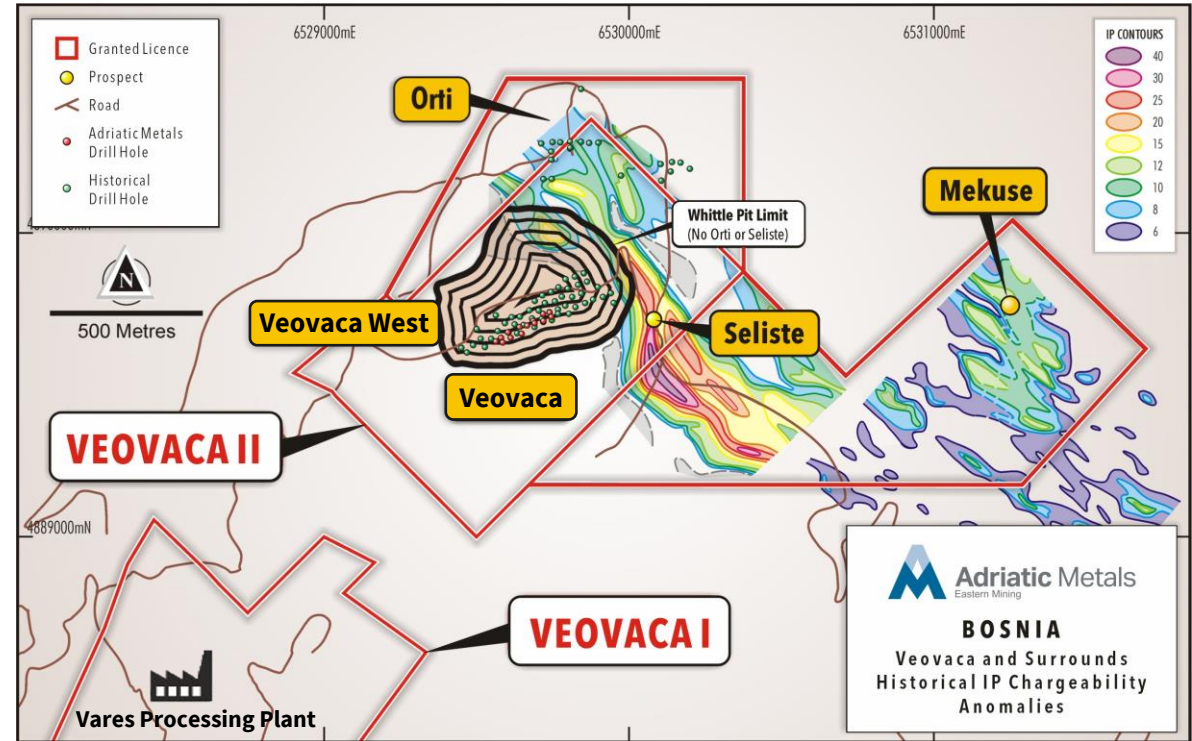 6529000mE
6530000mE
6531000mE
Granted Licence
Prospect
Road
Adriatic Metals
Drill Hole
Historical
Drill Hole
IP CONTOURS
40
30
25
20
15
12
10
8
6
Orti
Mekuse
Whittle Pit Limit
(No Orti or Seliste)
N
500 Metres
Veovaca West
Seliste
Veovaca
VEOVACA II
4889000mN
VEOVACA I
Vares Processing Plant
Adriatic Metals
Eastern Mining
BOSNIA
Veovaca and Surrounds
Historical IP Chargeability
Anomalies